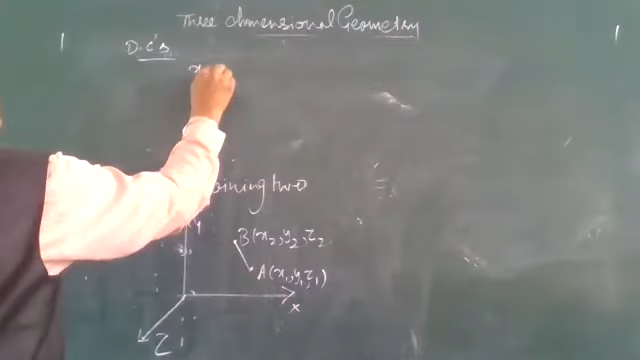 Three dimensional Geometry
D.C's.
x
joining two
y
B(x₂, y₂, z₂
A(x₁, y₁, z₁)
x
Z